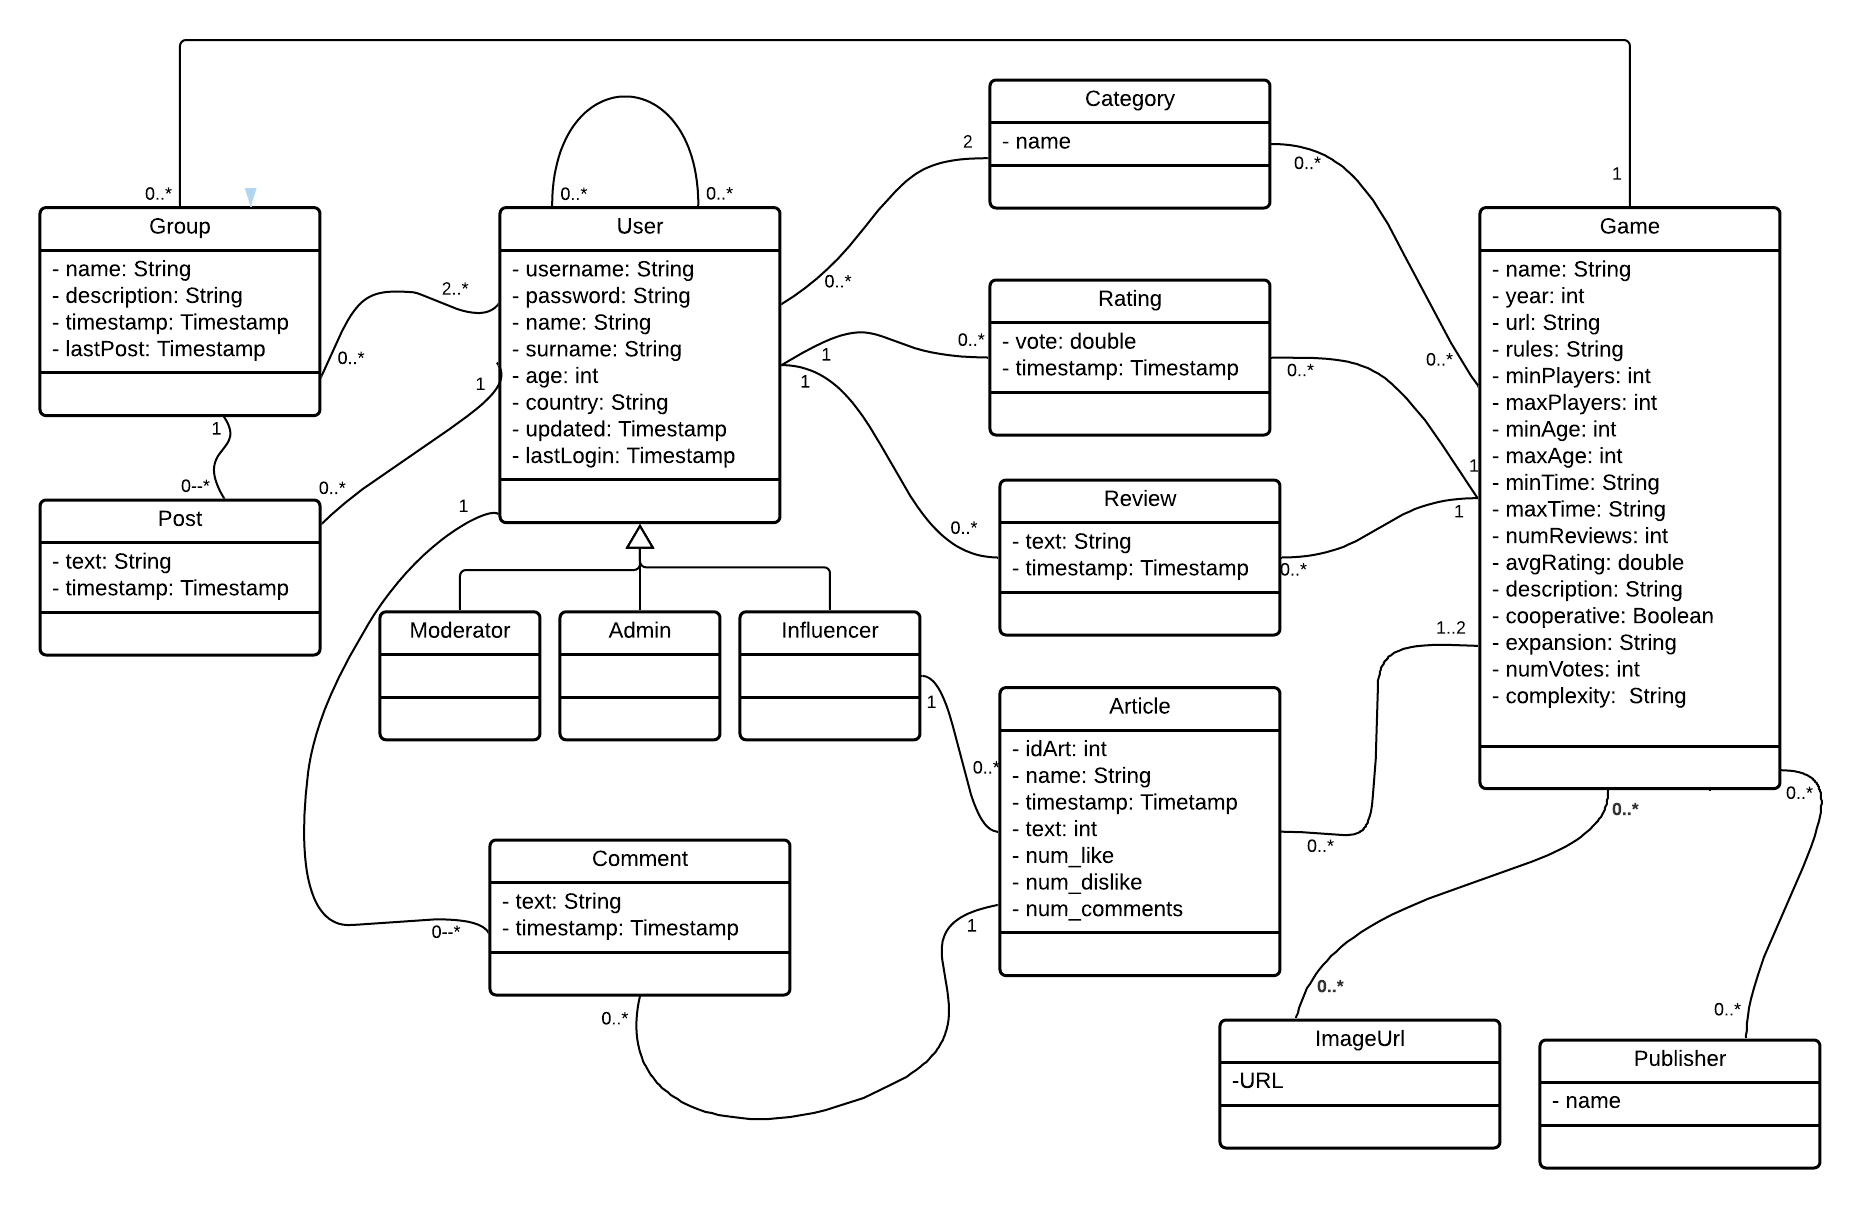 Category
- name
2
0..*
0..*
0..*
0..*
0..*
1
Group
- name: String
- description: String
- timestamp: Timestamp
- lastPost: Timestamp
2..*
0..*
1
1
0--*
0..*
Post
- text: String
- timestamp: Timestamp
User
- username: String
- password: String
- name: String
- surname: String
- age: int
- country: String
- updated: Timestamp
- lastLogin: Timestamp
0..*
1
1
0..*
Rating
- vote: double
- timestamp: Timestamp
0..*
0..*
1
1
Review
- text: String
- timestamp: Timestamp
0..*
0..*
Game
- name: String
- year: int
- url: String
- rules: String
- minPlayers: int
- maxPlayers: int
- minAge: int
- maxAge: int
- minTime: String
- maxTime: String
- numReviews: int
- avgRating: double
- description: String
- cooperative: Boolean
- expansion: String
- numVotes: int
- complexity:  String
1
Moderator
Admin
Influencer
1
0..*
1..2
Article
- idArt: int
- name: String
- timestamp: Timetamp
- text: int
- num_like
- num_dislike
- num_comments
0..*
1
Comment
- text: String
- timestamp: Timestamp
0--*
0..*
0..*
0..*
0..*
0..*
ImageUrl
-URL
Publisher
- name